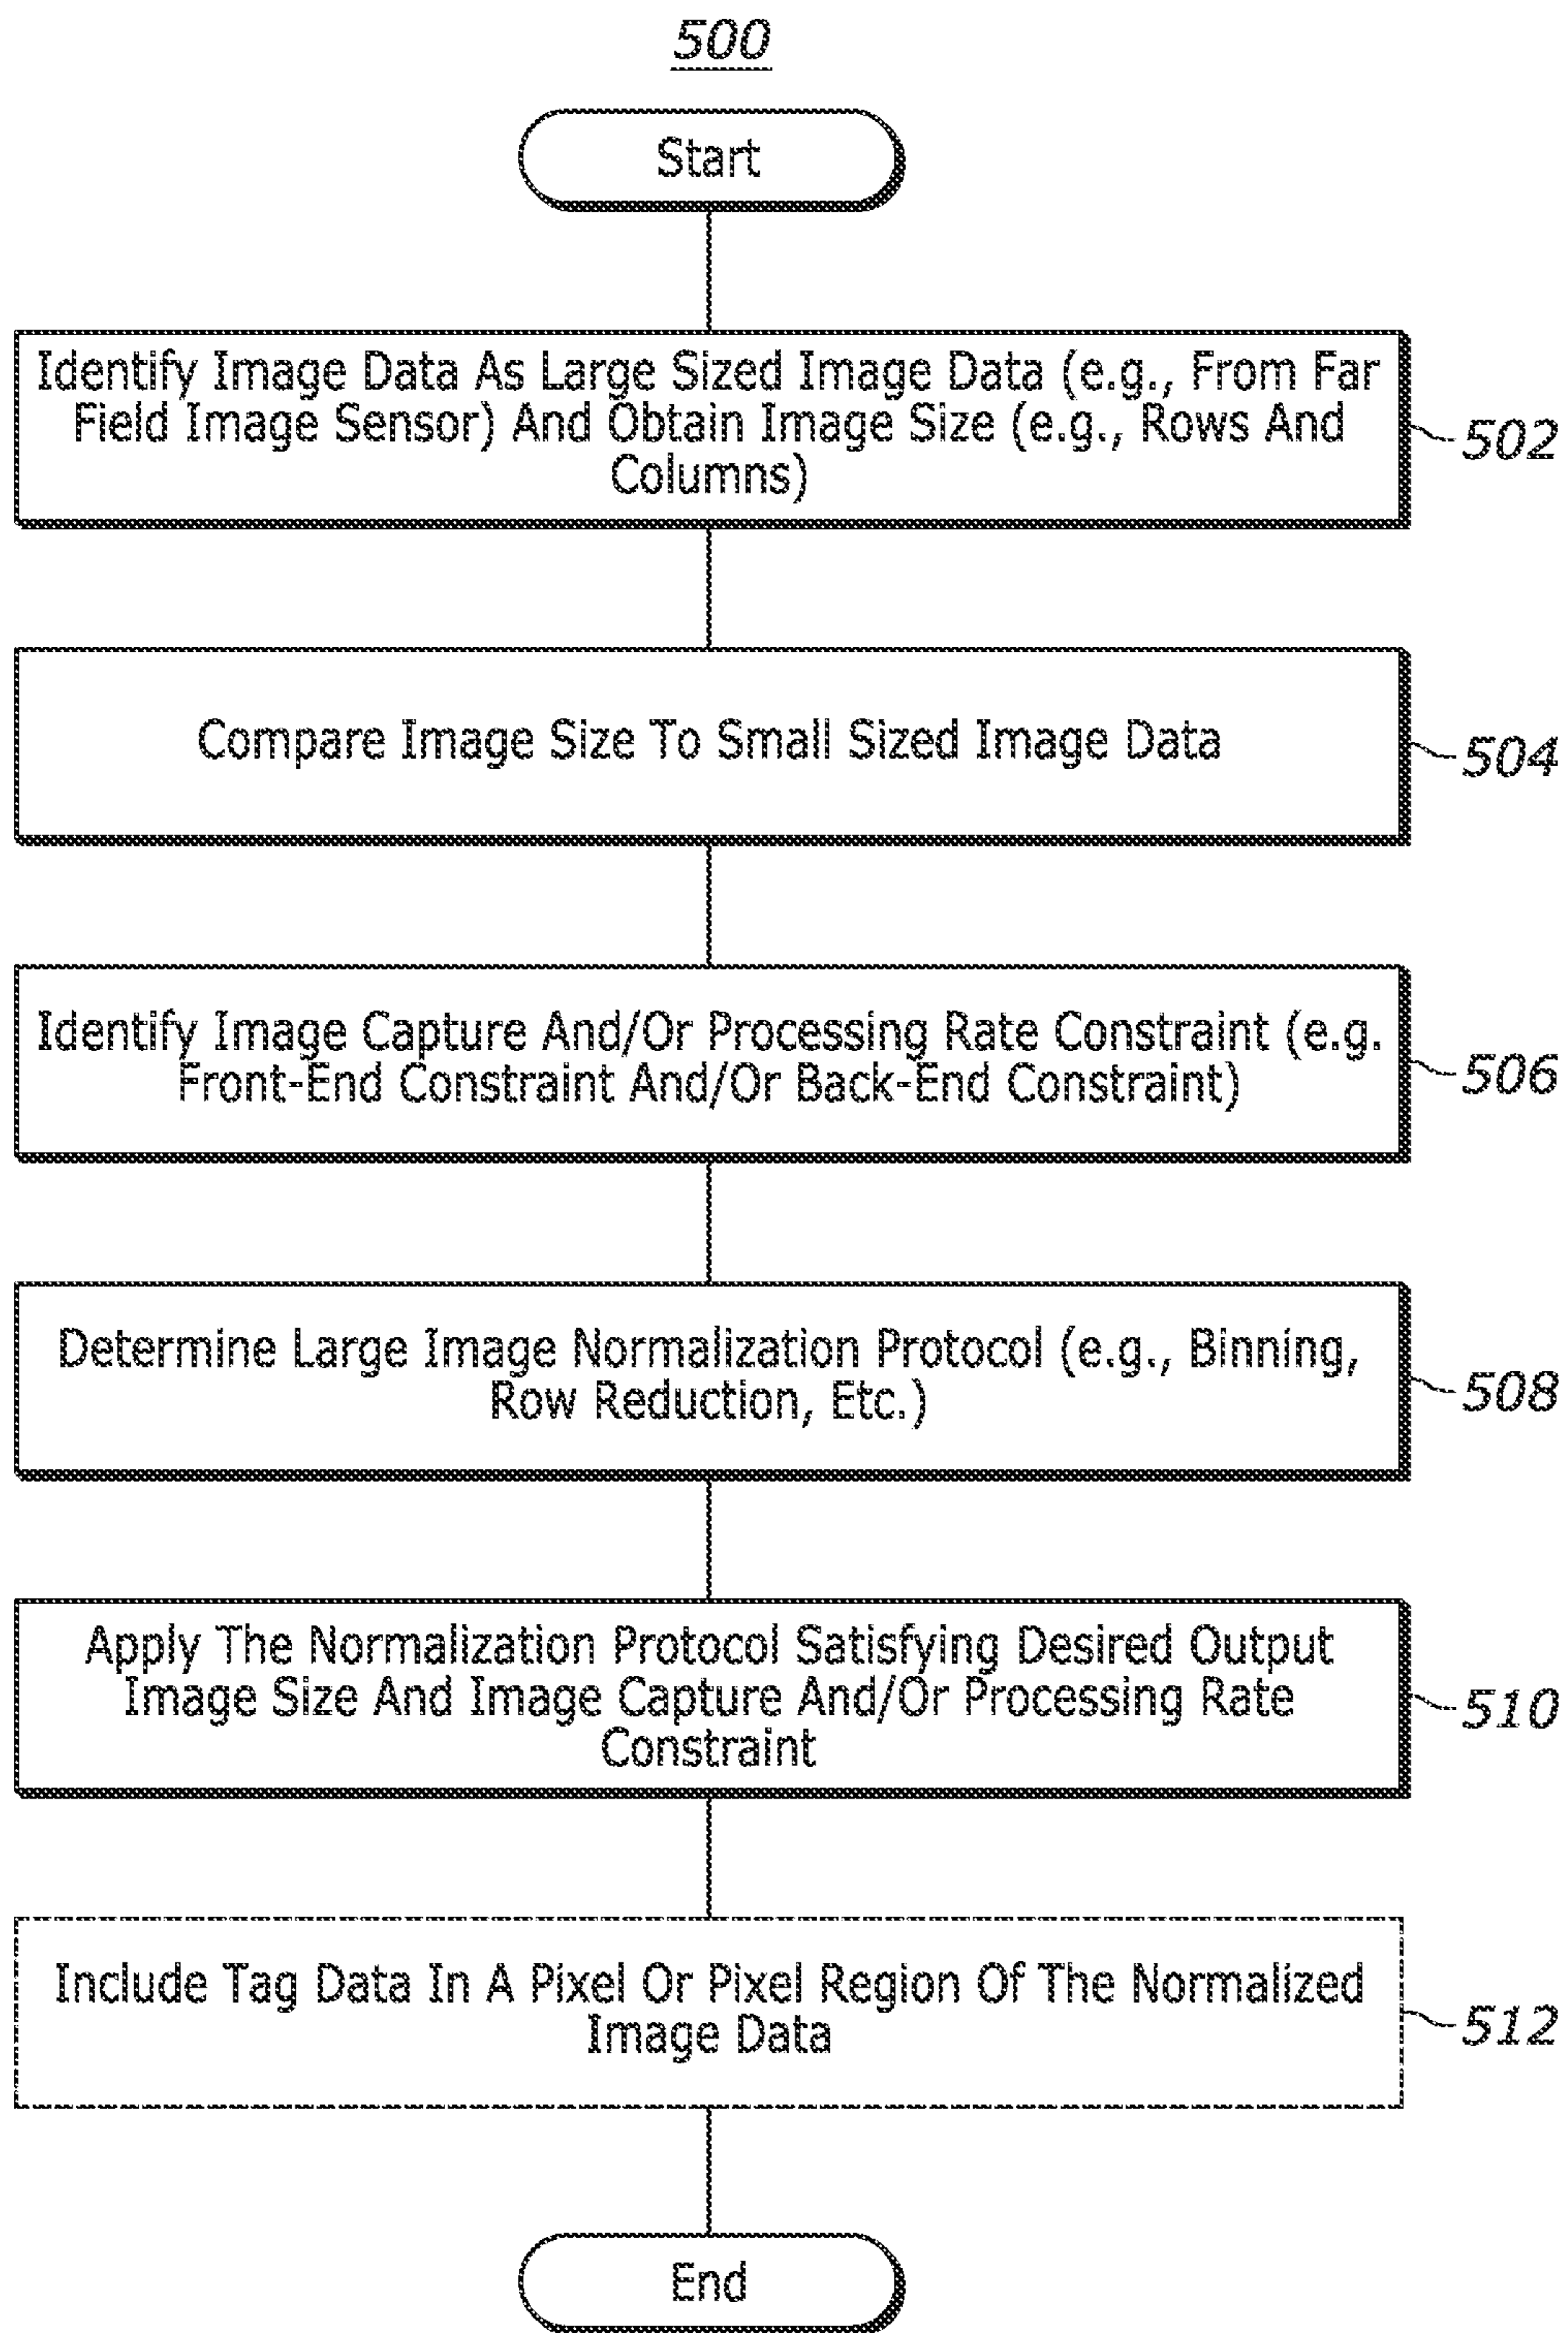 500
Start
Identify Image Data As Large Sized Image Data (e.g., From Far
Field Image Sensor) And Obtain Image Size (e.g., Rows And
Columns)
502
Compare Image Size To Small Sized Image Data
504
Identify Image Capture And/Or Processing Rate Constraint (e.g.
Front-End Constraint And/Or Back-End Constraint)
506
Determine Large Image Normalization Protocol (e.g., Binning,
Row Reduction, Etc.)
508
Apply The Normalization Protocol Satisfying Desired Output
Image Size And Image Capture And/Or Processing Rate
Constraint
510
Include Tag Data In A Pixel Or Pixel Region Of The Normalized
Image Data
512
End